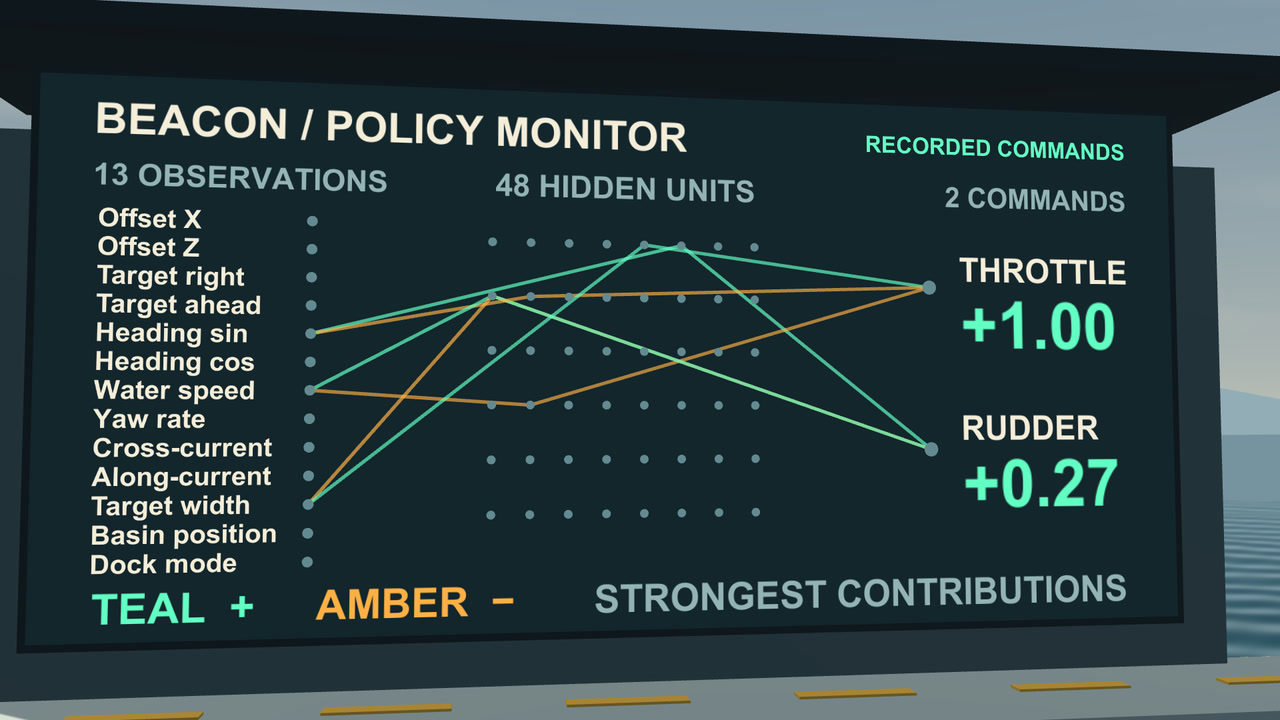 BEACON / POLICY MONITOR
RECORDED COMMANDS
13 OBSERVATIONS
48 HIDDEN UNITS
2 COMMANDS
Offset X
Offset Z
Target right
Target ahead
Heading sin
Heading cos
Water speed
Yaw rate
Cross-current
Along-current
Target width
Basin position
Dock mode
THROTTLE
+1.00
RUDDER
+0.27
TEAL +
AMBER −
STRONGEST CONTRIBUTIONS